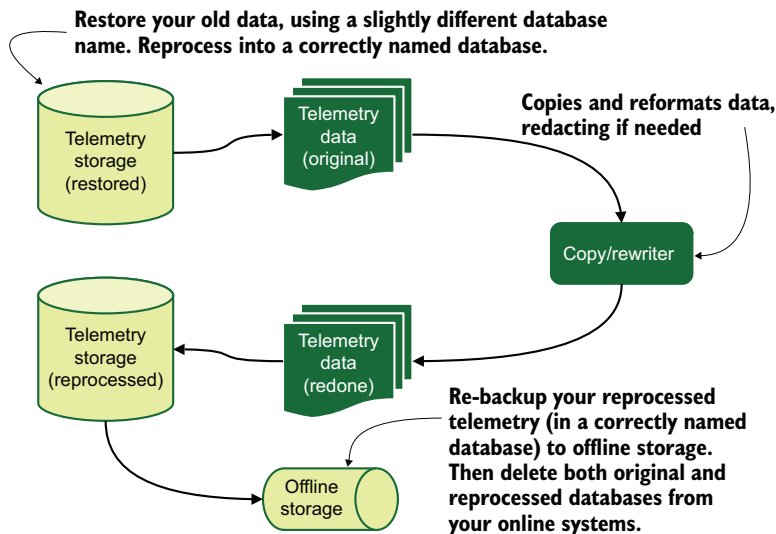 Restore your old data, using a slightly different database
name. Reprocess into a correctly named database.
Telemetry
storage
(restored)
Telemetry
data
(original)
Copies and reformats data,
redacting if needed
Copy/rewriter
Telemetry
storage
(reprocessed)
Telemetry
data
(redone)
Re-backup your reprocessed
telemetry (in a correctly named
database) to offline storage.
Then delete both original and
reprocessed databases from
your online systems.
Offline
storage